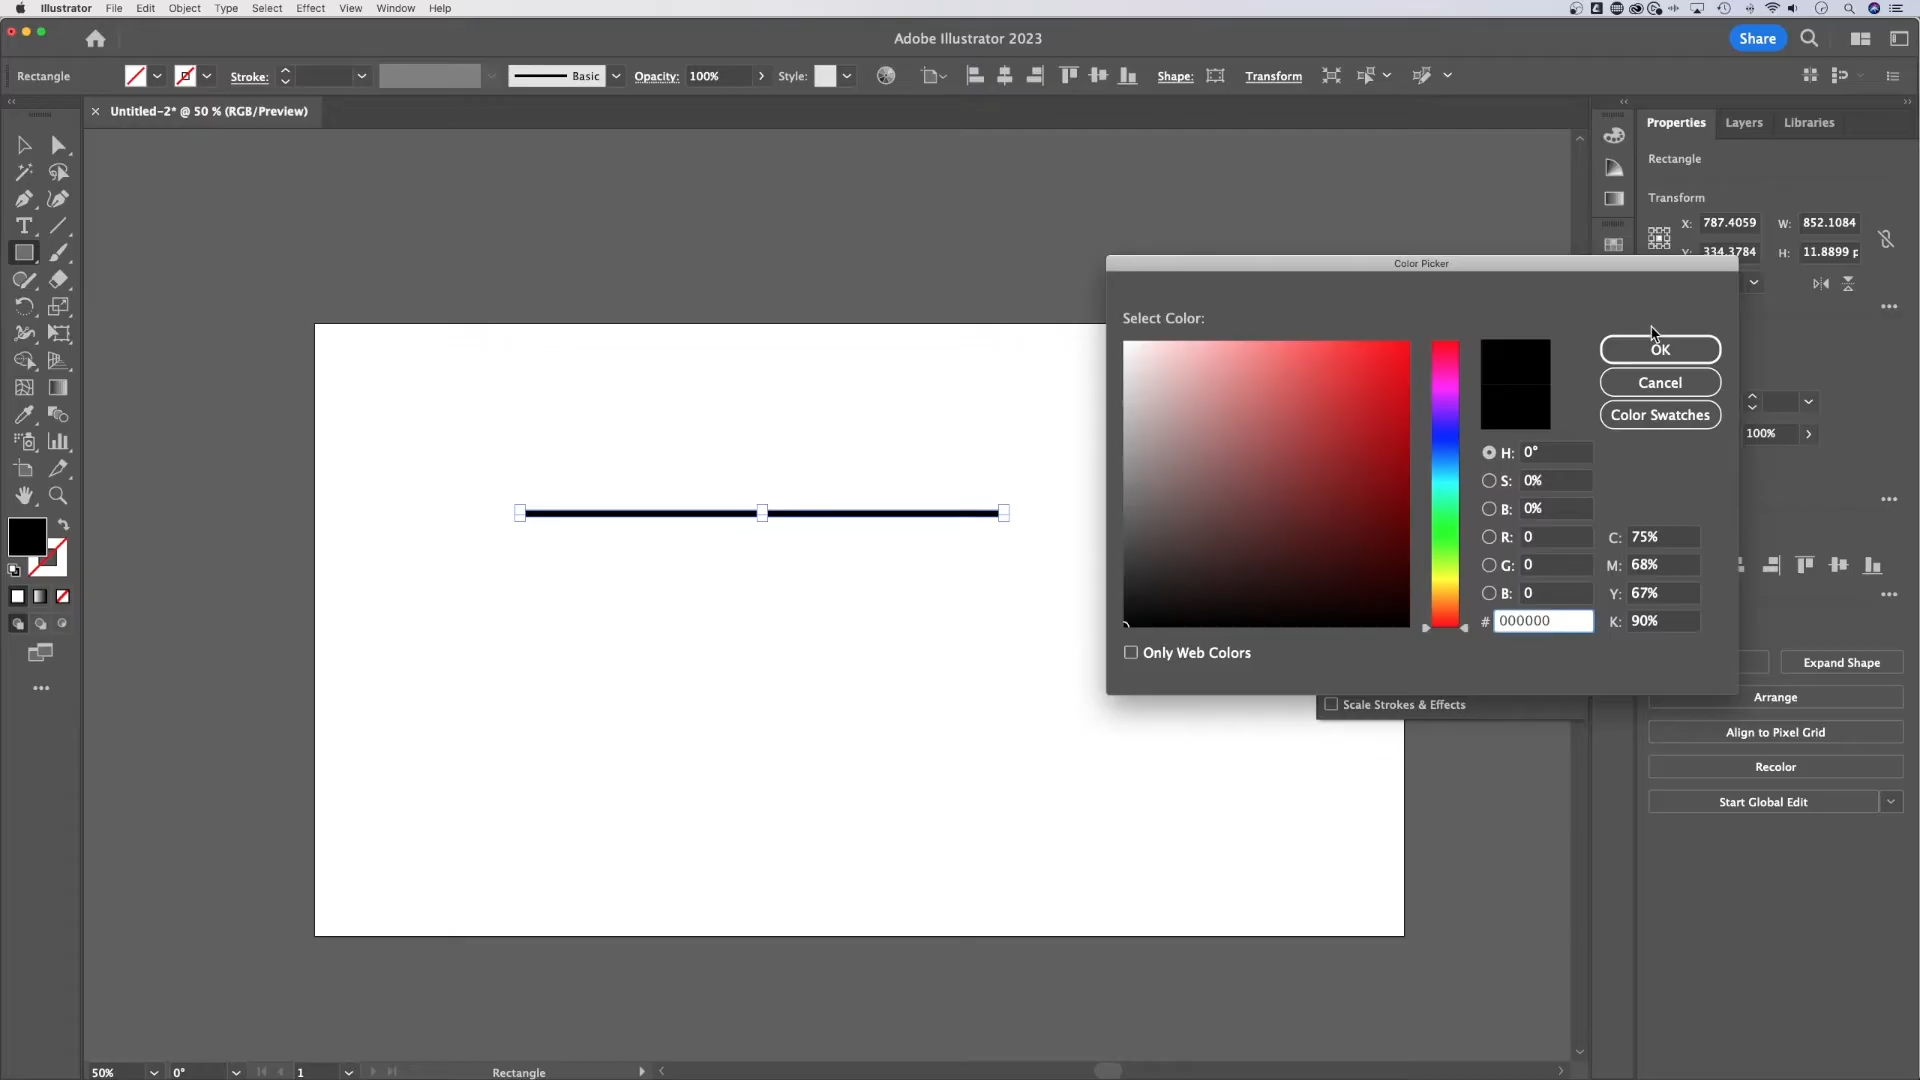 Illustrator File Edit Object Type Select Effect View Window Help
Adobe Illustrator 2023
Share
Rectangle
Stroke:
Basic
Opacity: 100%
Style:
Shape:
Transform
Untitled-2* @ 50 % (RGB/Preview)
Properties Layers Libraries
Rectangle
Transform
X: 787.4059 W: 852.1084
Y: 334.3784 H: 11.8899 p
Color Picker
Select Color:
OK
Cancel
Color Swatches
100%
H: 0°
S: 0%
B: 0%
R: 0 C: 75%
G: 0 M: 68%
B: 0 Y: 67%
# 000000 K: 90%
Only Web Colors
Expand Shape
Arrange
Scale Strokes & Effects
Align to Pixel Grid
Recolor
Start Global Edit
50% 0° 1 Rectangle